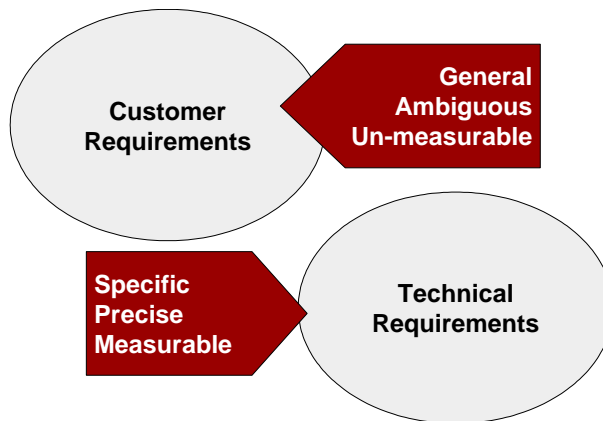 Customer
Requirements
General
Ambiguous
Un-measurable
Specific
Precise
Measurable
Technical
Requirements